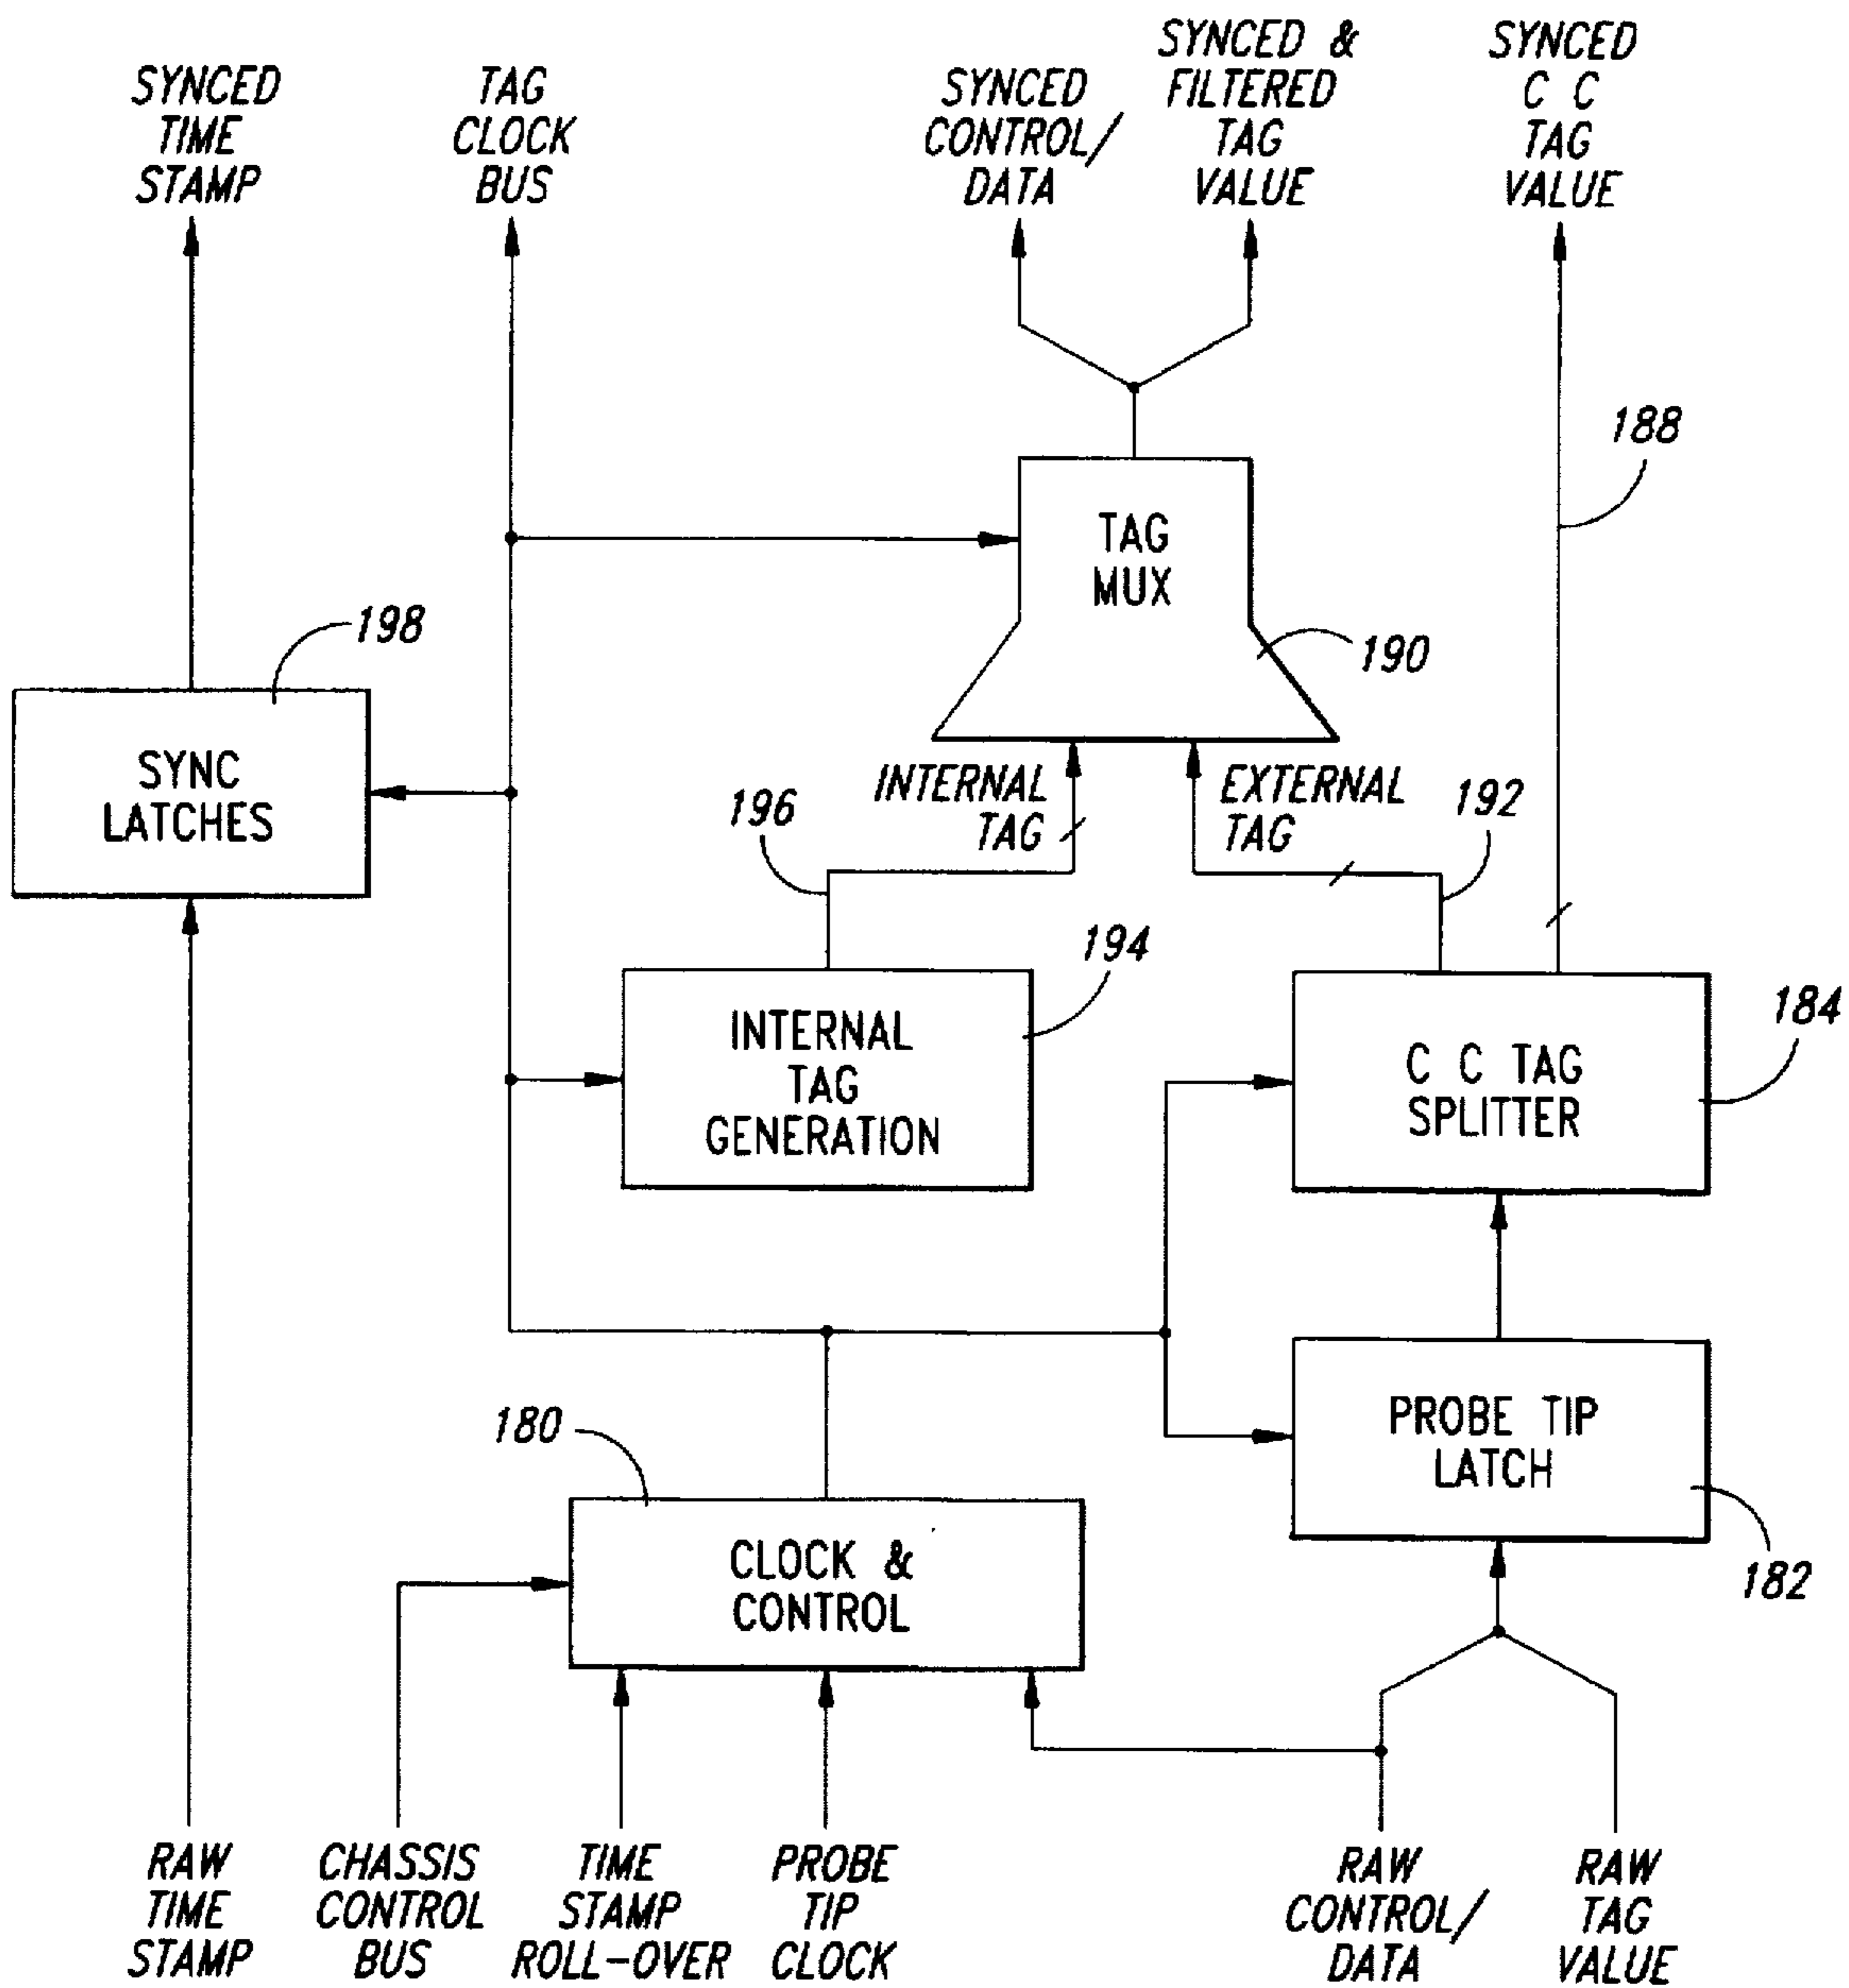 SYNCED
TIME
STAMP
TAG
CLOCK
BUS
SYNCED
CONTROL/
DATA
SYNCED &
FILTERED
TAG
VALUE
SYNCED
C C
TAG
VALUE
188
TAG
MUX
190
198
SYNC
LATCHES
196
INTERNAL
TAG
EXTERNAL
TAG
192
194
INTERNAL
TAG
GENERATION
184
C C TAG
SPLITTER
180
CLOCK &
CONTROL
PROBE TIP
LATCH
182
RAW
TIME
STAMP
CHASSIS
CONTROL
BUS
TIME
STAMP
ROLL-OVER
PROBE
TIP
CLOCK
RAW
CONTROL/
DATA
RAW
TAG
VALUE